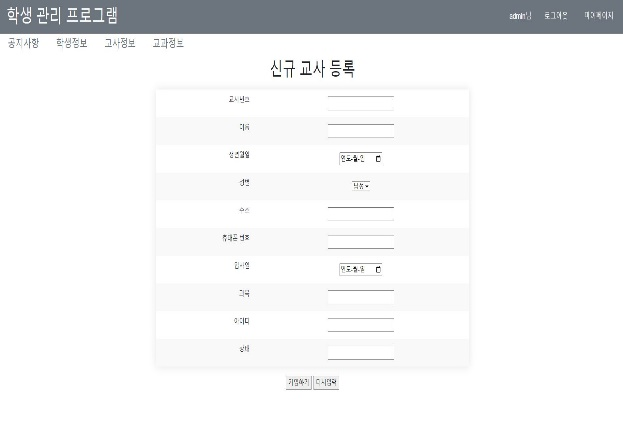 학생 관리 프로그램
admin님 로그아웃 마이페이지
공지사항 학생정보 교사정보 교과정보
신규 교사 등록
교사번호
이름
생년월일 연도-월-일
성별 남성
주소
휴대폰 번호
입사일 연도-월-일
과목
아이디
상태
가입하기 다시입력